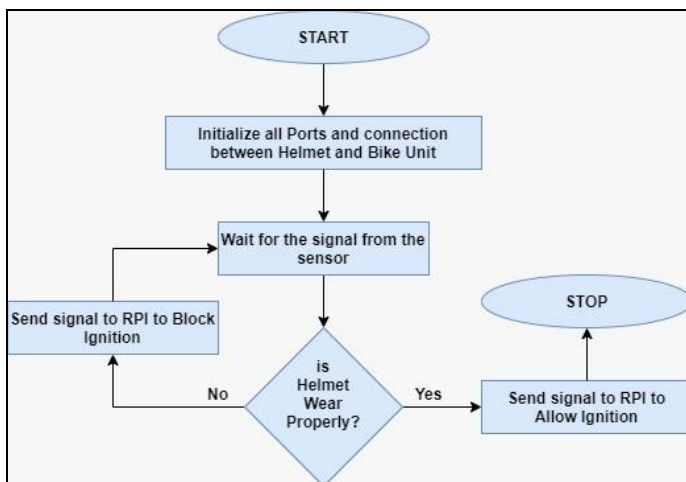 START
Initialize all Ports and connection
between Helmet and Bike Unit
Wait for the signal from the
sensor
Send signal to RPI to Block
Ignition
is
Helmet
Wear
Properly?
No
Yes
Send signal to RPI to
Allow Ignition
STOP